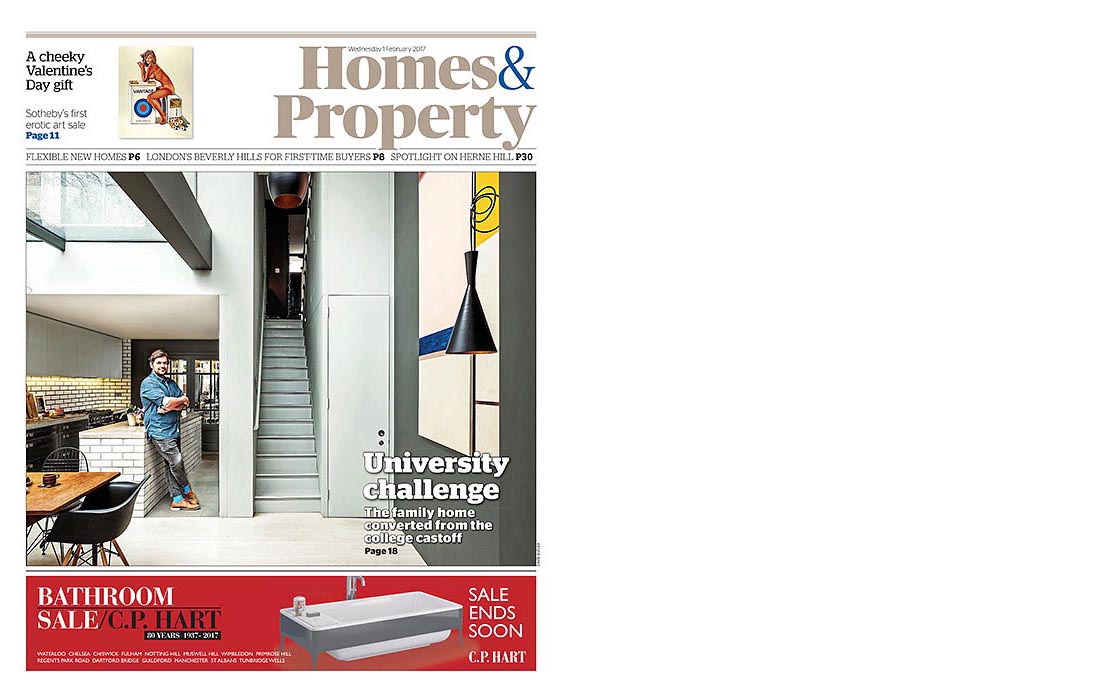 A cheeky
Valentine's
Day gift
Sotheby's first
erotic art sale
Page 11
VANTAGE
Wednesday 1 February 2017
Homes&
Property
FLEXIBLE NEW HOMES P6 LONDON'S BEVERLY HILLS FOR FIRST-TIME BUYERS P8 SPOTLIGHT ON HERNE HILL P30
University
challenge
The family home
converted from the
college castoff
Page 18
BATHROOM
SALE/C.P. HART
80 YEARS 1937-2017
SALE
ENDS
SOON
C.P. HART
WATERLOO CHELSEA CHISWICK FULHAM NOTTING HILL MUSWELL HILL WIMBLEDON PRIMROSE HILL
REGENTS PARK ROAD DARTFORD BRIDGE GUILDFORD MANCHESTER ST ALBANS TUNBRIDGE WELLS